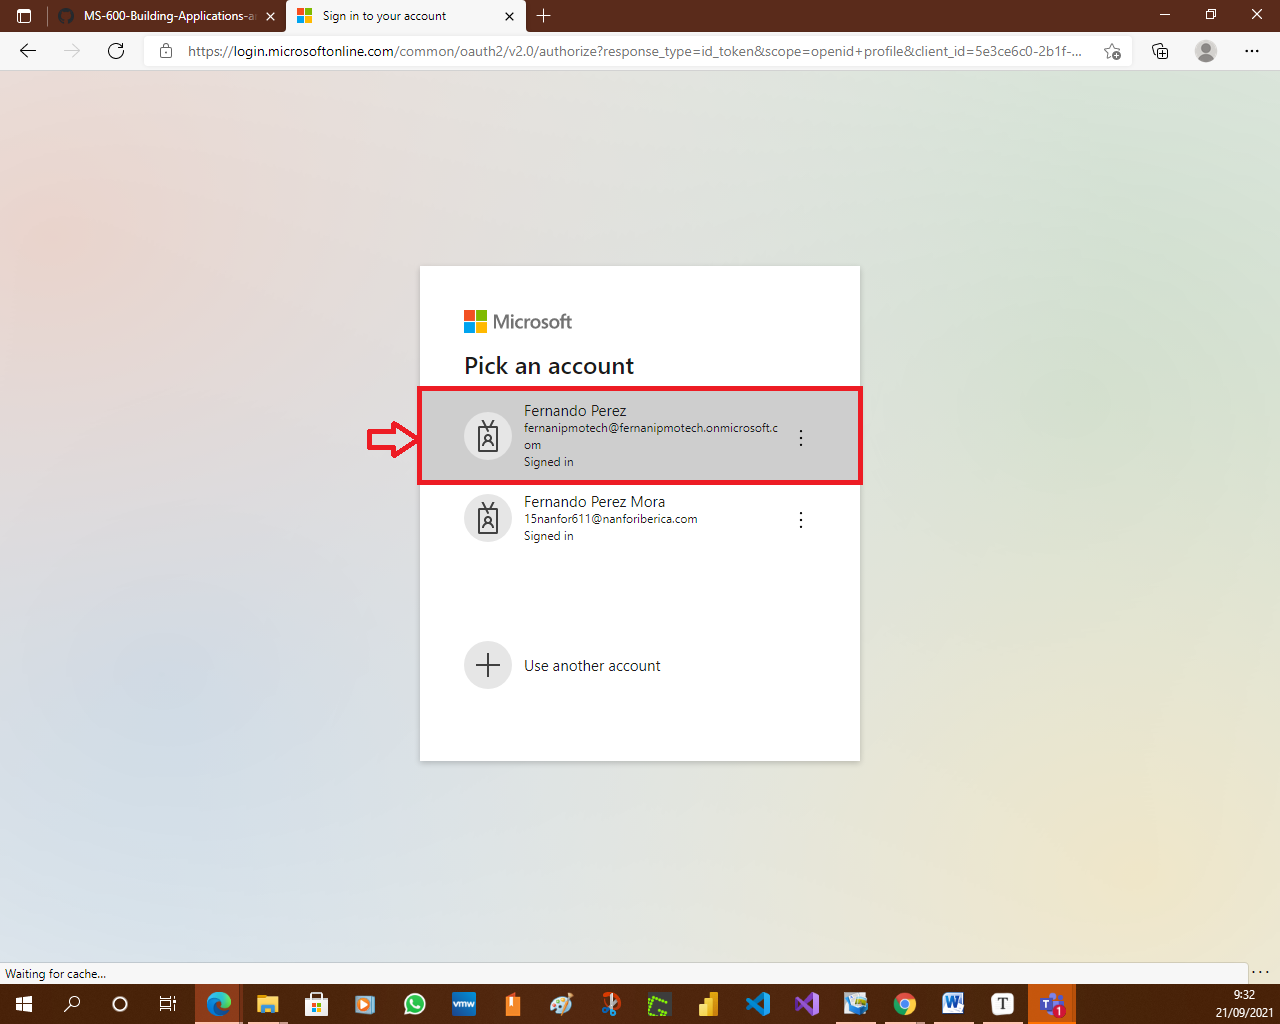 MS-600-Building-Applications-a
Sign in to your account
https://login.microsoftonline.com/common/oauth2/v2.0/authorize?response_type=id_token&scope=openid+profile&client_id=5e3ce6c0-2b1f-...
Microsoft
Pick an account
Fernando Perez
fernanipmotech@fernanipmotech.onmicrosoft.c
om
Signed in
Fernando Perez Mora
15nanfor611@nanforiberica.com
Signed in
Use another account
Waiting for cache...
vmw
W
T
1
9:32
21/09/2021